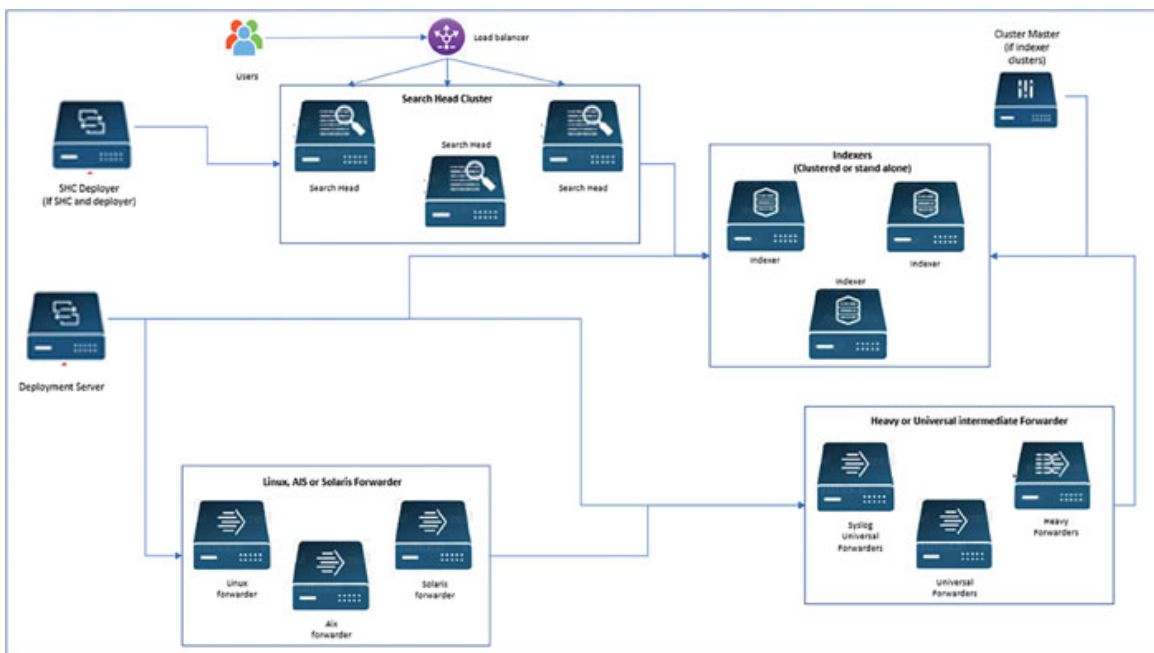 Users
Load balancer
Cluster Master
(if indexer
clusters)
Search Head Cluster
Search Head
Search Head
Search Head
SHC Deployer
(If SHC and deployer)
Indexers
(Clustered or stand alone)
Indexer
Indexer
Indexer
Deployment Server
Linux, AIS or Solaris Forwarder
Linux
forwarder
Aix
forwarder
Solaris
forwarder
Heavy or Universal intermediate Forwarder
Syslog
Universal
Forwarders
Universal
Forwarders
Heavy
Forwarders